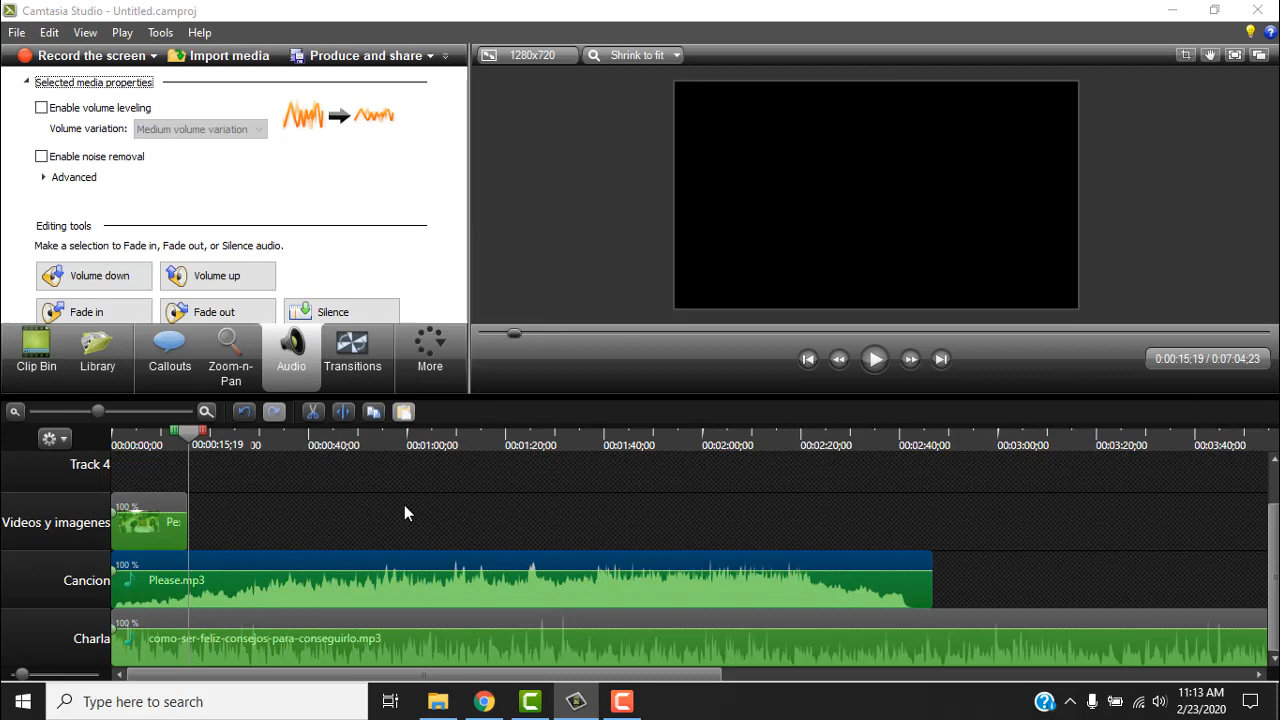 Camtasia Studio - Untitled.camproj
File Edit View Play Tools Help
Record the screen Import media Produce and share
1280x720 Shrink to fit
Selected media properties
Enable volume leveling
Volume variation: Medium volume variation
Enable noise removal
Advanced
Editing tools
Make a selection to Fade in, Fade out, or Silence audio.
Volume down Volume up
Fade in Fade out Silence
Clip Bin Library Callouts Zoom-n-Pan Audio Transitions More
0:00:15;19 / 0:07:04;23
00:00:00;00 00:00:15;19 00:00:40;00 00:01:00;00 00:01:20;00 00:01:40;00 00:02:00;00 00:02:20;00 00:02:40;00 00:03:00;00 00:03:20;00 00:03:40;00
Track 4
Videos y imagenes 100 %
Cancion 100 % Please.mp3
Charla 100 % como-ser-feliz-consejos-para-conseguirlo.mp3
Type here to search
11:13 AM
2/23/2020